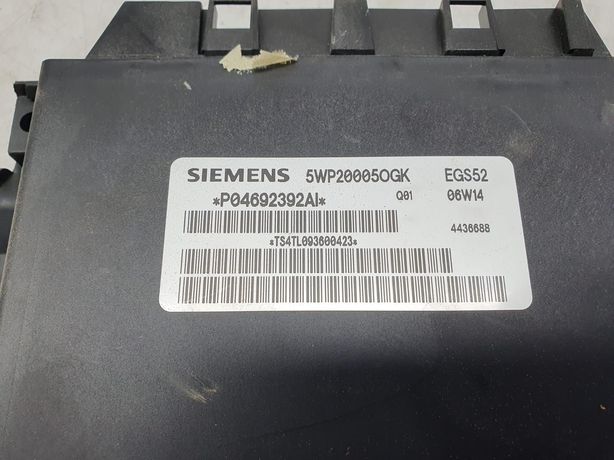 SIEMENS 5WP20005OGK EGS52
*P04692392AI* Q01 06W14
4436688
*TS4TL093600423*